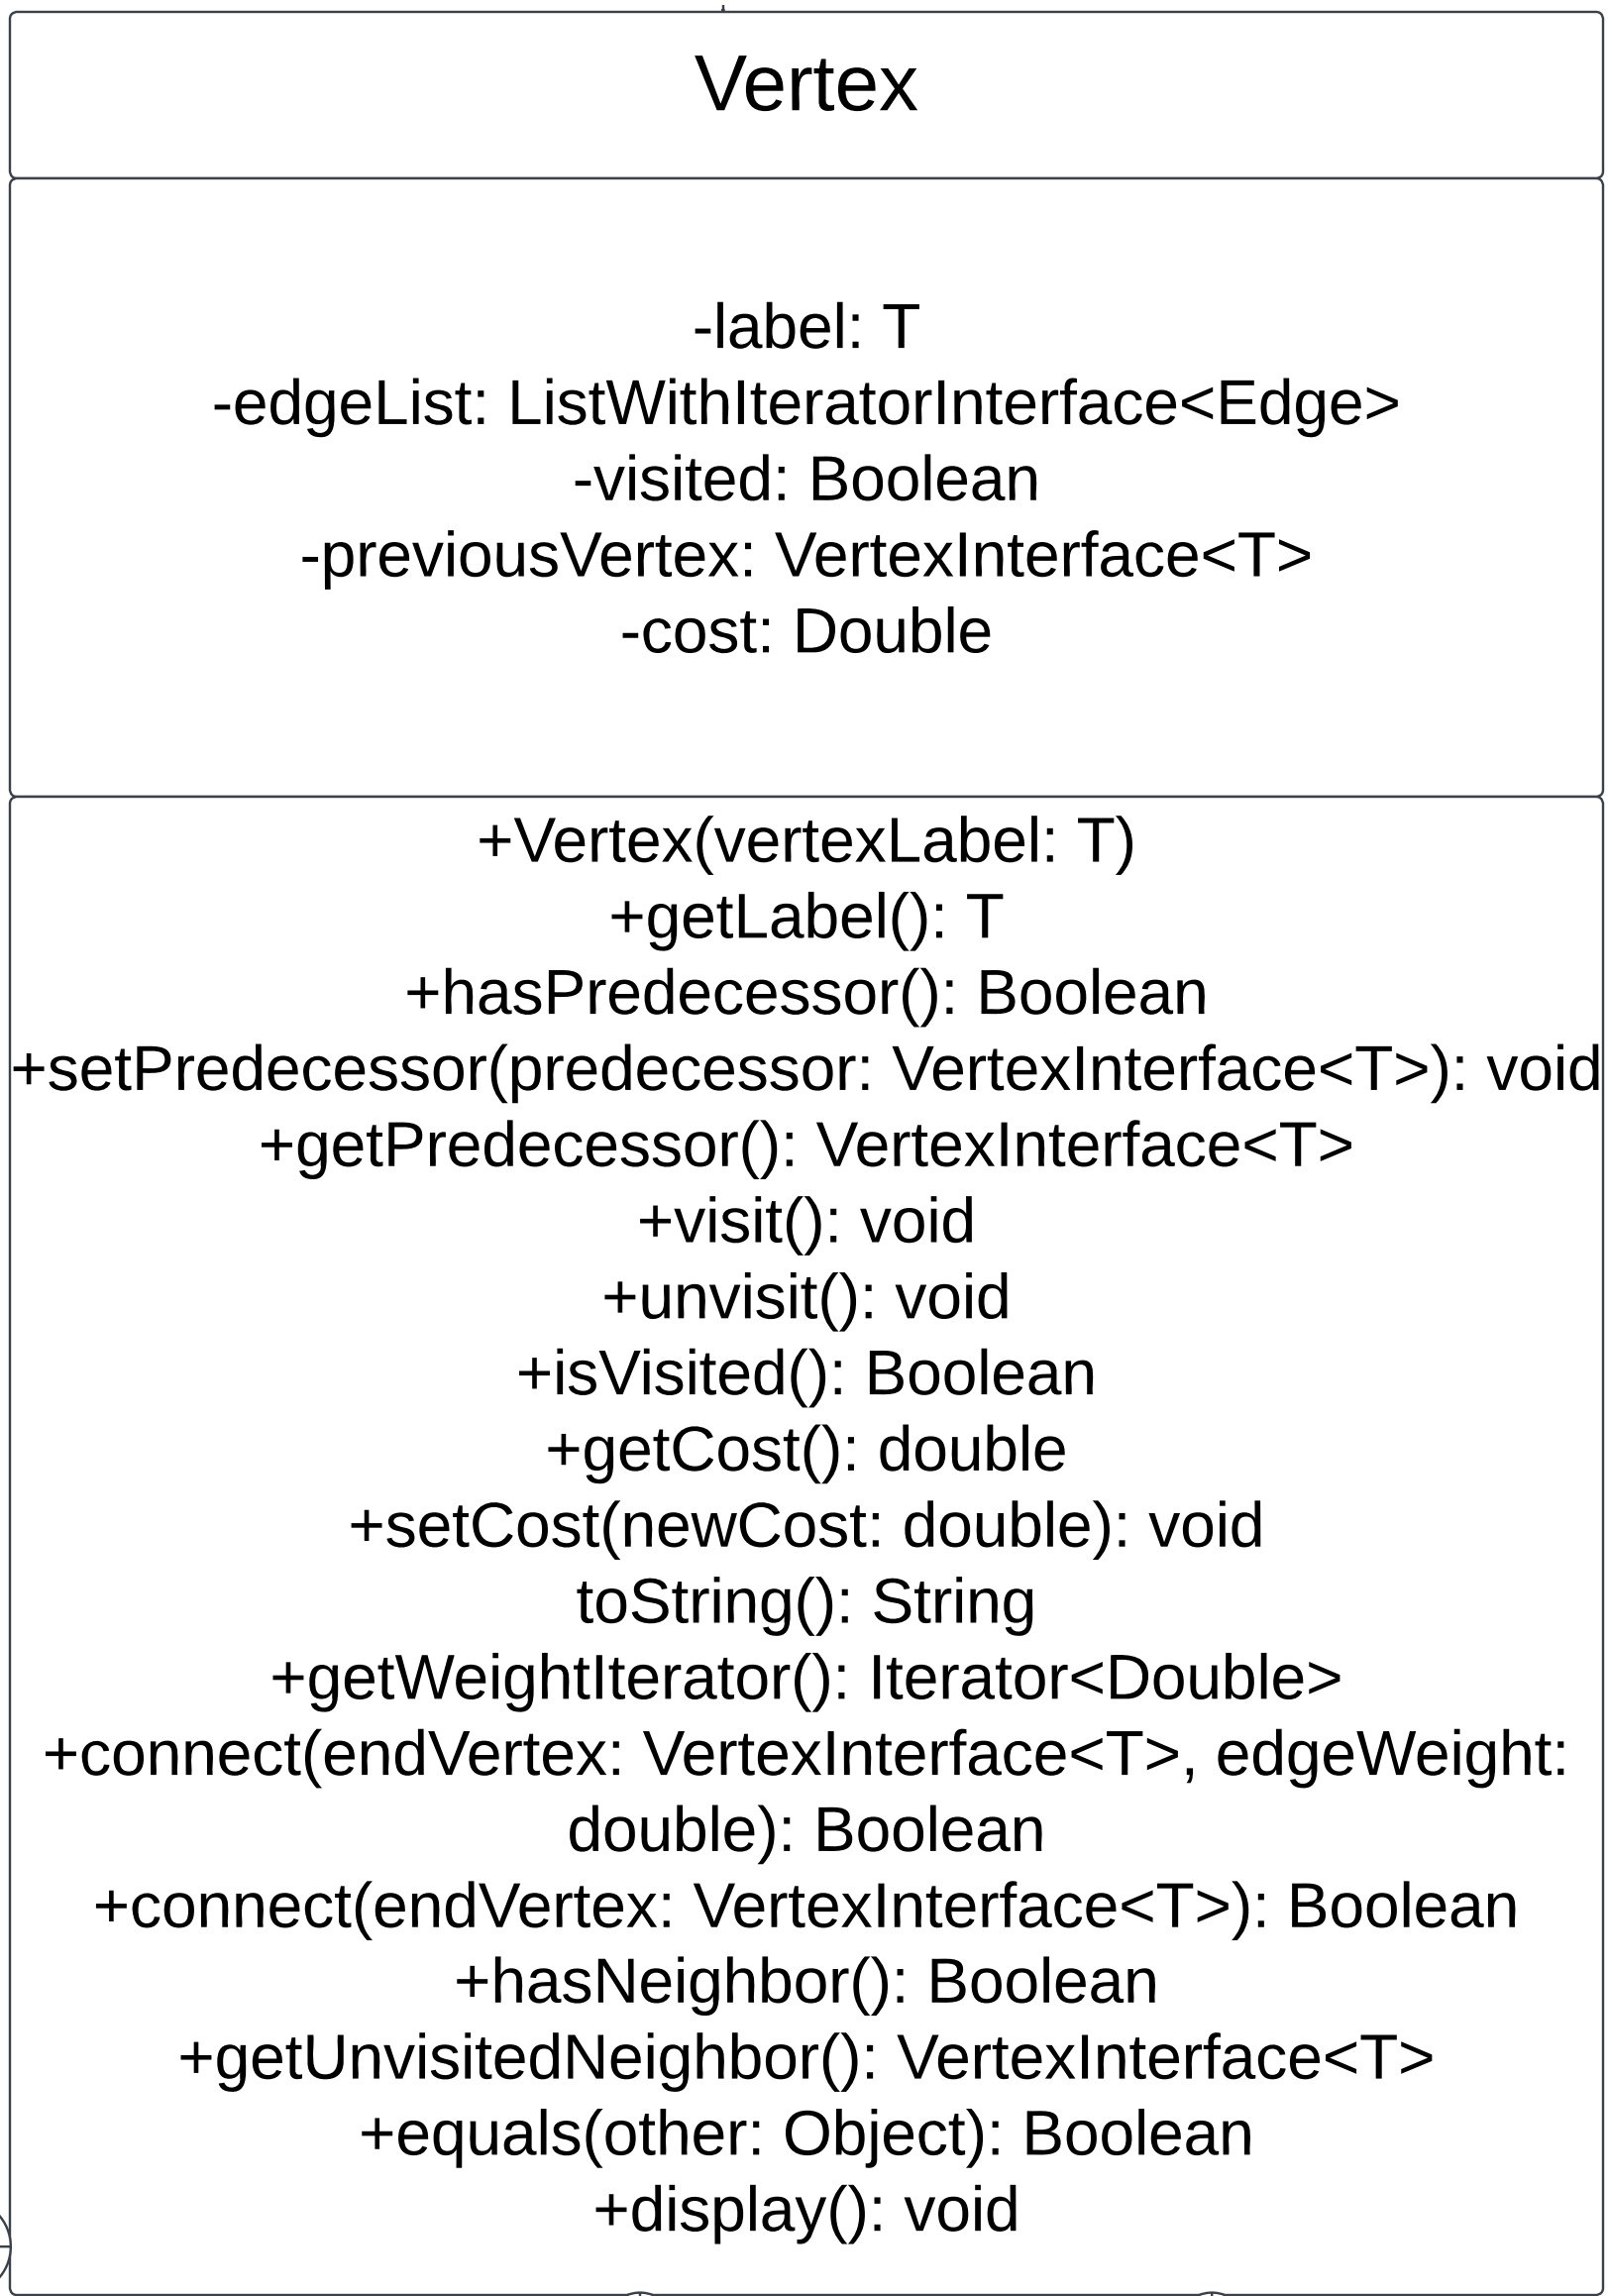 Vertex
-label: T
-edgeList: ListWithIteratorInterface<Edge>
-visited: Boolean
-previousVertex: VertexInterface<T>
-cost: Double
+Vertex(vertexLabel: T)
+getLabel(): T
+hasPredecessor(): Boolean
+setPredecessor(predecessor: VertexInterface<T>): void
+getPredecessor(): VertexInterface<T>
+visit(): void
+unvisit(): void
+isVisited(): Boolean
+getCost(): double
+setCost(newCost: double): void
toString(): String
+getWeightIterator(): Iterator<Double>
+connect(endVertex: VertexInterface<T>, edgeWeight:
double): Boolean
+connect(endVertex: VertexInterface<T>): Boolean
+hasNeighbor(): Boolean
+getUnvisitedNeighbor(): VertexInterface<T>
+equals(other: Object): Boolean
+display(): void